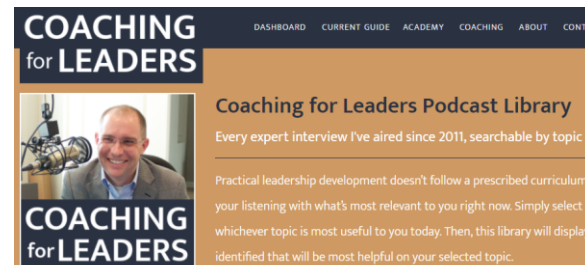 COACHING
for LEADERS
DASHBOARD CURRENT GUIDE ACADEMY COACHING ABOUT CONT
Coaching for Leaders Podcast Library
Every expert interview I've aired since 2011, searchable by topic
Practical leadership development doesn't follow a prescribed curriculum
your listening with what's most relevant to you right now. Simply select
whichever topic is most useful to you today. Then, this library will display
identified that will be most helpful on your selected topic.
COACHING
for LEADERS